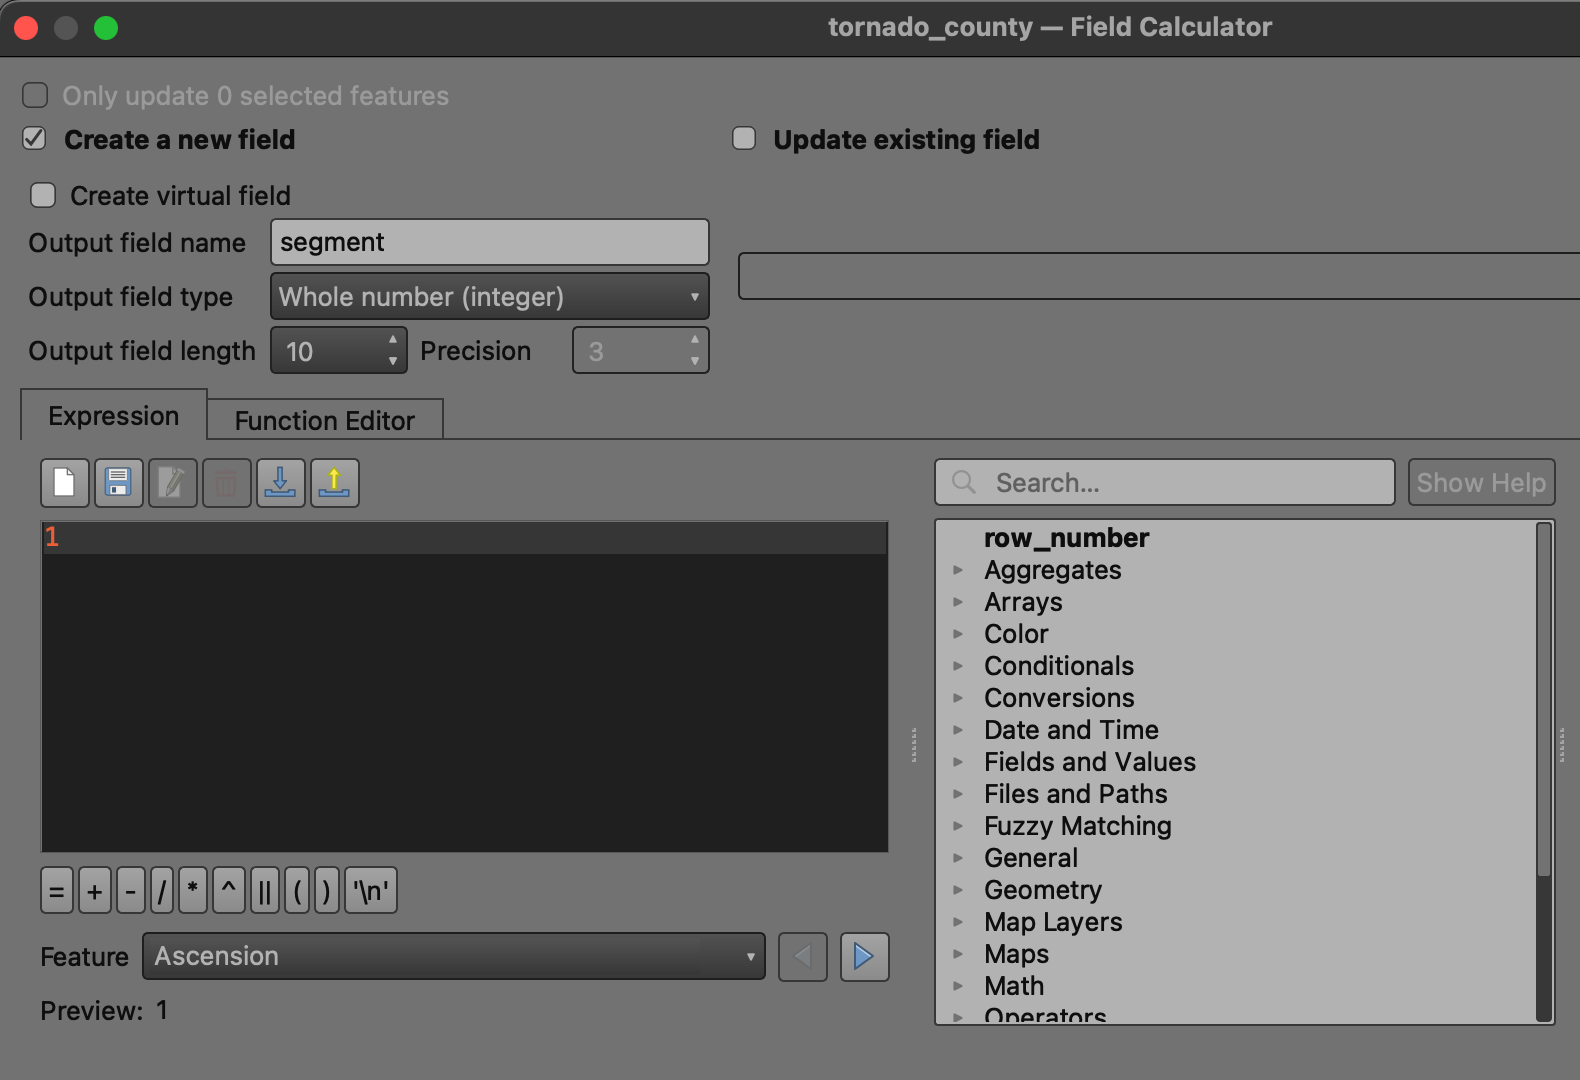 tornado_county — Field Calculator
Only update 0 selected features
Create a new field
Update existing field
Create virtual field
Output field name
segment
Output field type
Whole number (integer)
Output field length
10
Precision
3
Expression
Function Editor
Search...
Show Help
1
row_number
Aggregates
Arrays
Color
Conditionals
Conversions
Date and Time
Fields and Values
Files and Paths
Fuzzy Matching
General
Geometry
Map Layers
Maps
Math
Operators
= + - / * ^ || ( ) '\n'
Feature
Ascension
Preview: 1